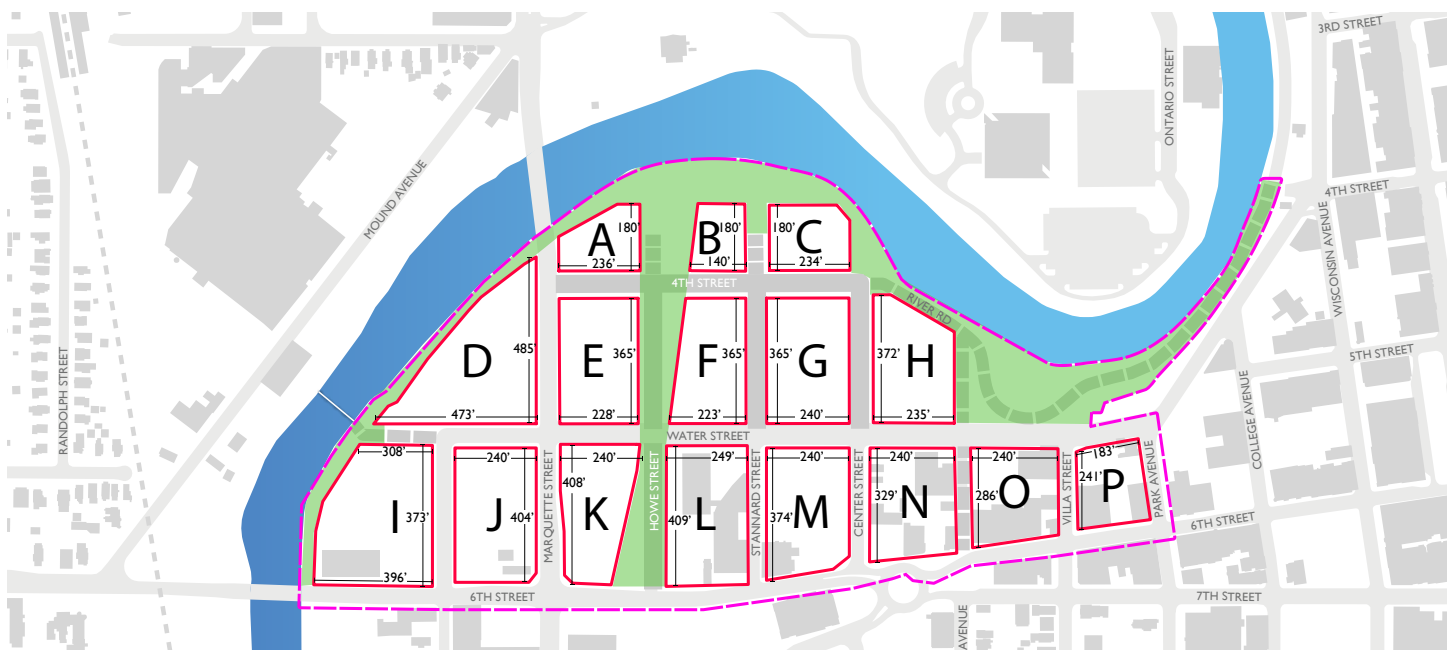 3RD STREET
ONTARIO STREET
MOUND AVENUE
4TH STREET
WISCONSIN AVENUE
A
180'
236'
B
180'
140'
C
180'
234'
4TH STREET
RIVER RD
RANDOLPH STREET
D
485'
473'
E
365'
228'
F
365'
223'
G
365'
240'
H
372'
235'
5TH STREET
COLLEGE AVENUE
WATER STREET
I
308'
373'
396'
J
240'
404'
MARQUETTE STREET
K
240'
408'
HOWE STREET
L
249'
409'
STANNARD STREET
M
240'
374'
CENTER STREET
N
240'
329'
O
240'
286'
VILLA STREET
P
183'
241'
PARK AVENUE
6TH STREET
6TH STREET
7TH STREET
AVENUE